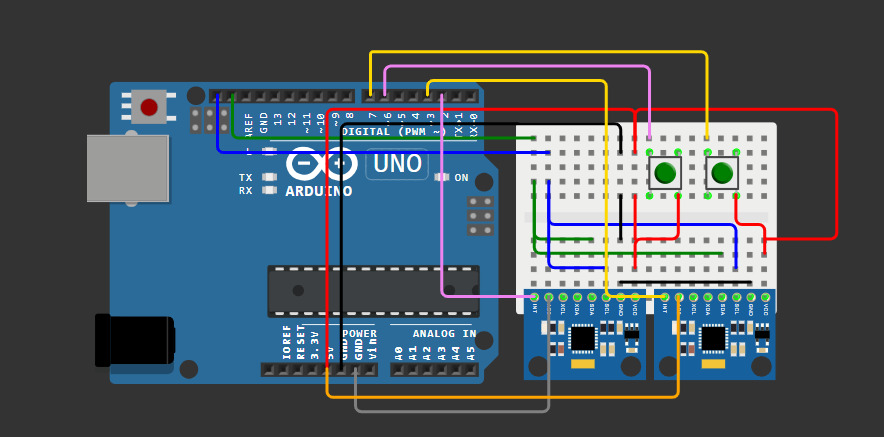 AREF
GND
13
12
~11
~10
~9
8
7
~6
~5
4
~3
2
TX 1
RX 0
DIGITAL (PWM ~)
UNO
ARDUINO
TX
RX
ON
IOREF
RESET
3.3V
5V
GND
GND
Vin
POWER
ANALOG IN
A0
A1
A2
A3
A4
A5
INT
XCL
XDA
SDA
SCL
GND
VCC
INT
XCL
XDA
SDA
SCL
GND
VCC